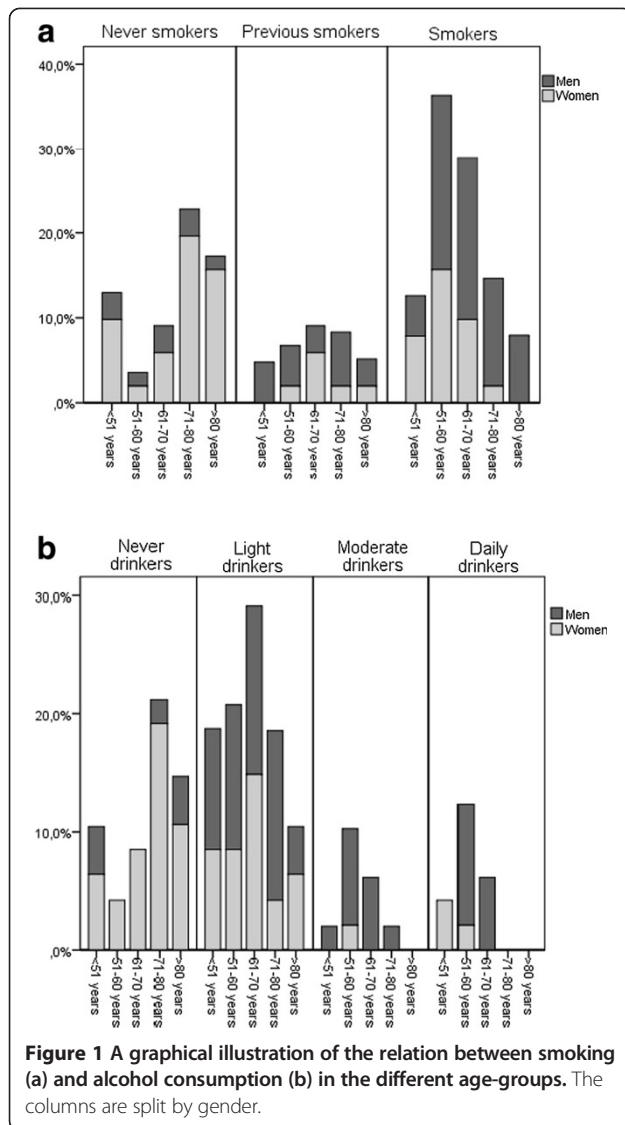 a
Never smokers Previous smokers Smokers
Men
Women
40,0%
30,0%
20,0%
10,0%
,0%
<51 years
51-60 years
61-70 years
71-80 years
>80 years
<51 years
51-60 years
61-70 years
71-80 years
>80 years
<51 years
51-60 years
61-70 years
71-80 years
>80 years
b
Never drinkers Light drinkers Moderate drinkers Daily drinkers
Men
Women
30,0%
20,0%
10,0%
,0%
<51 years
51-60 years
61-70 years
71-80 years
>80 years
<51 years
51-60 years
61-70 years
71-80 years
>80 years
<51 years
51-60 years
61-70 years
71-80 years
>80 years
<51 years
51-60 years
61-70 years
71-80 years
>80 years
Figure 1 A graphical illustration of the relation between smoking
(a) and alcohol consumption (b) in the different age-groups. The
columns are split by gender.